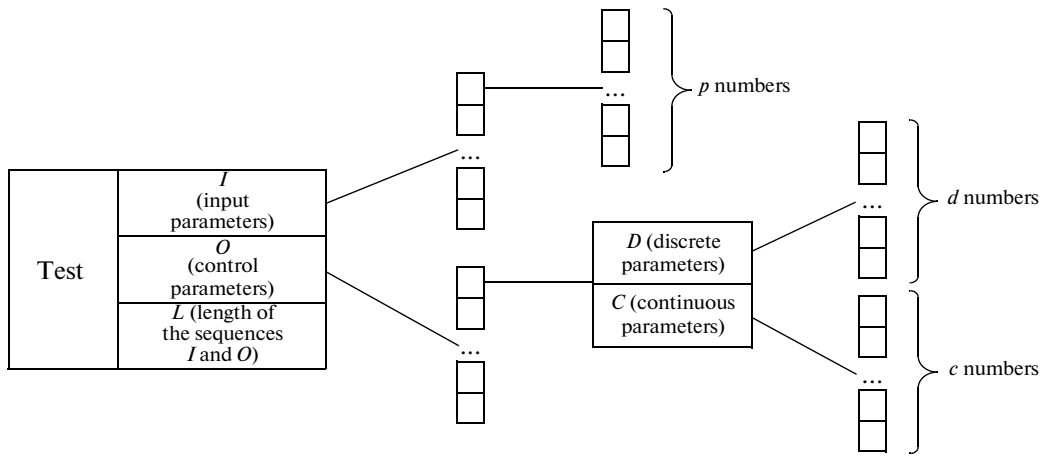 ...
p numbers
...
Test
I
(input
parameters)
O
(control
parameters)
L (length of
the sequences
I and O)
...
D (discrete
parameters)
C (continuous
parameters)
...
d numbers
...
c numbers